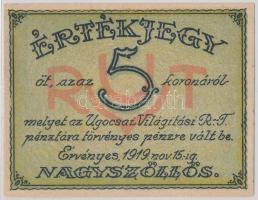 ÉRTÉKJEGY
5
öt, azaz koronáról
RUT
melyet az Ugocsai Világítási R.-T.
pénztára törvényes pénzre vált be.
Érvényes, 1919 nov. 15-ig.
NAGYSZŐLLŐS.